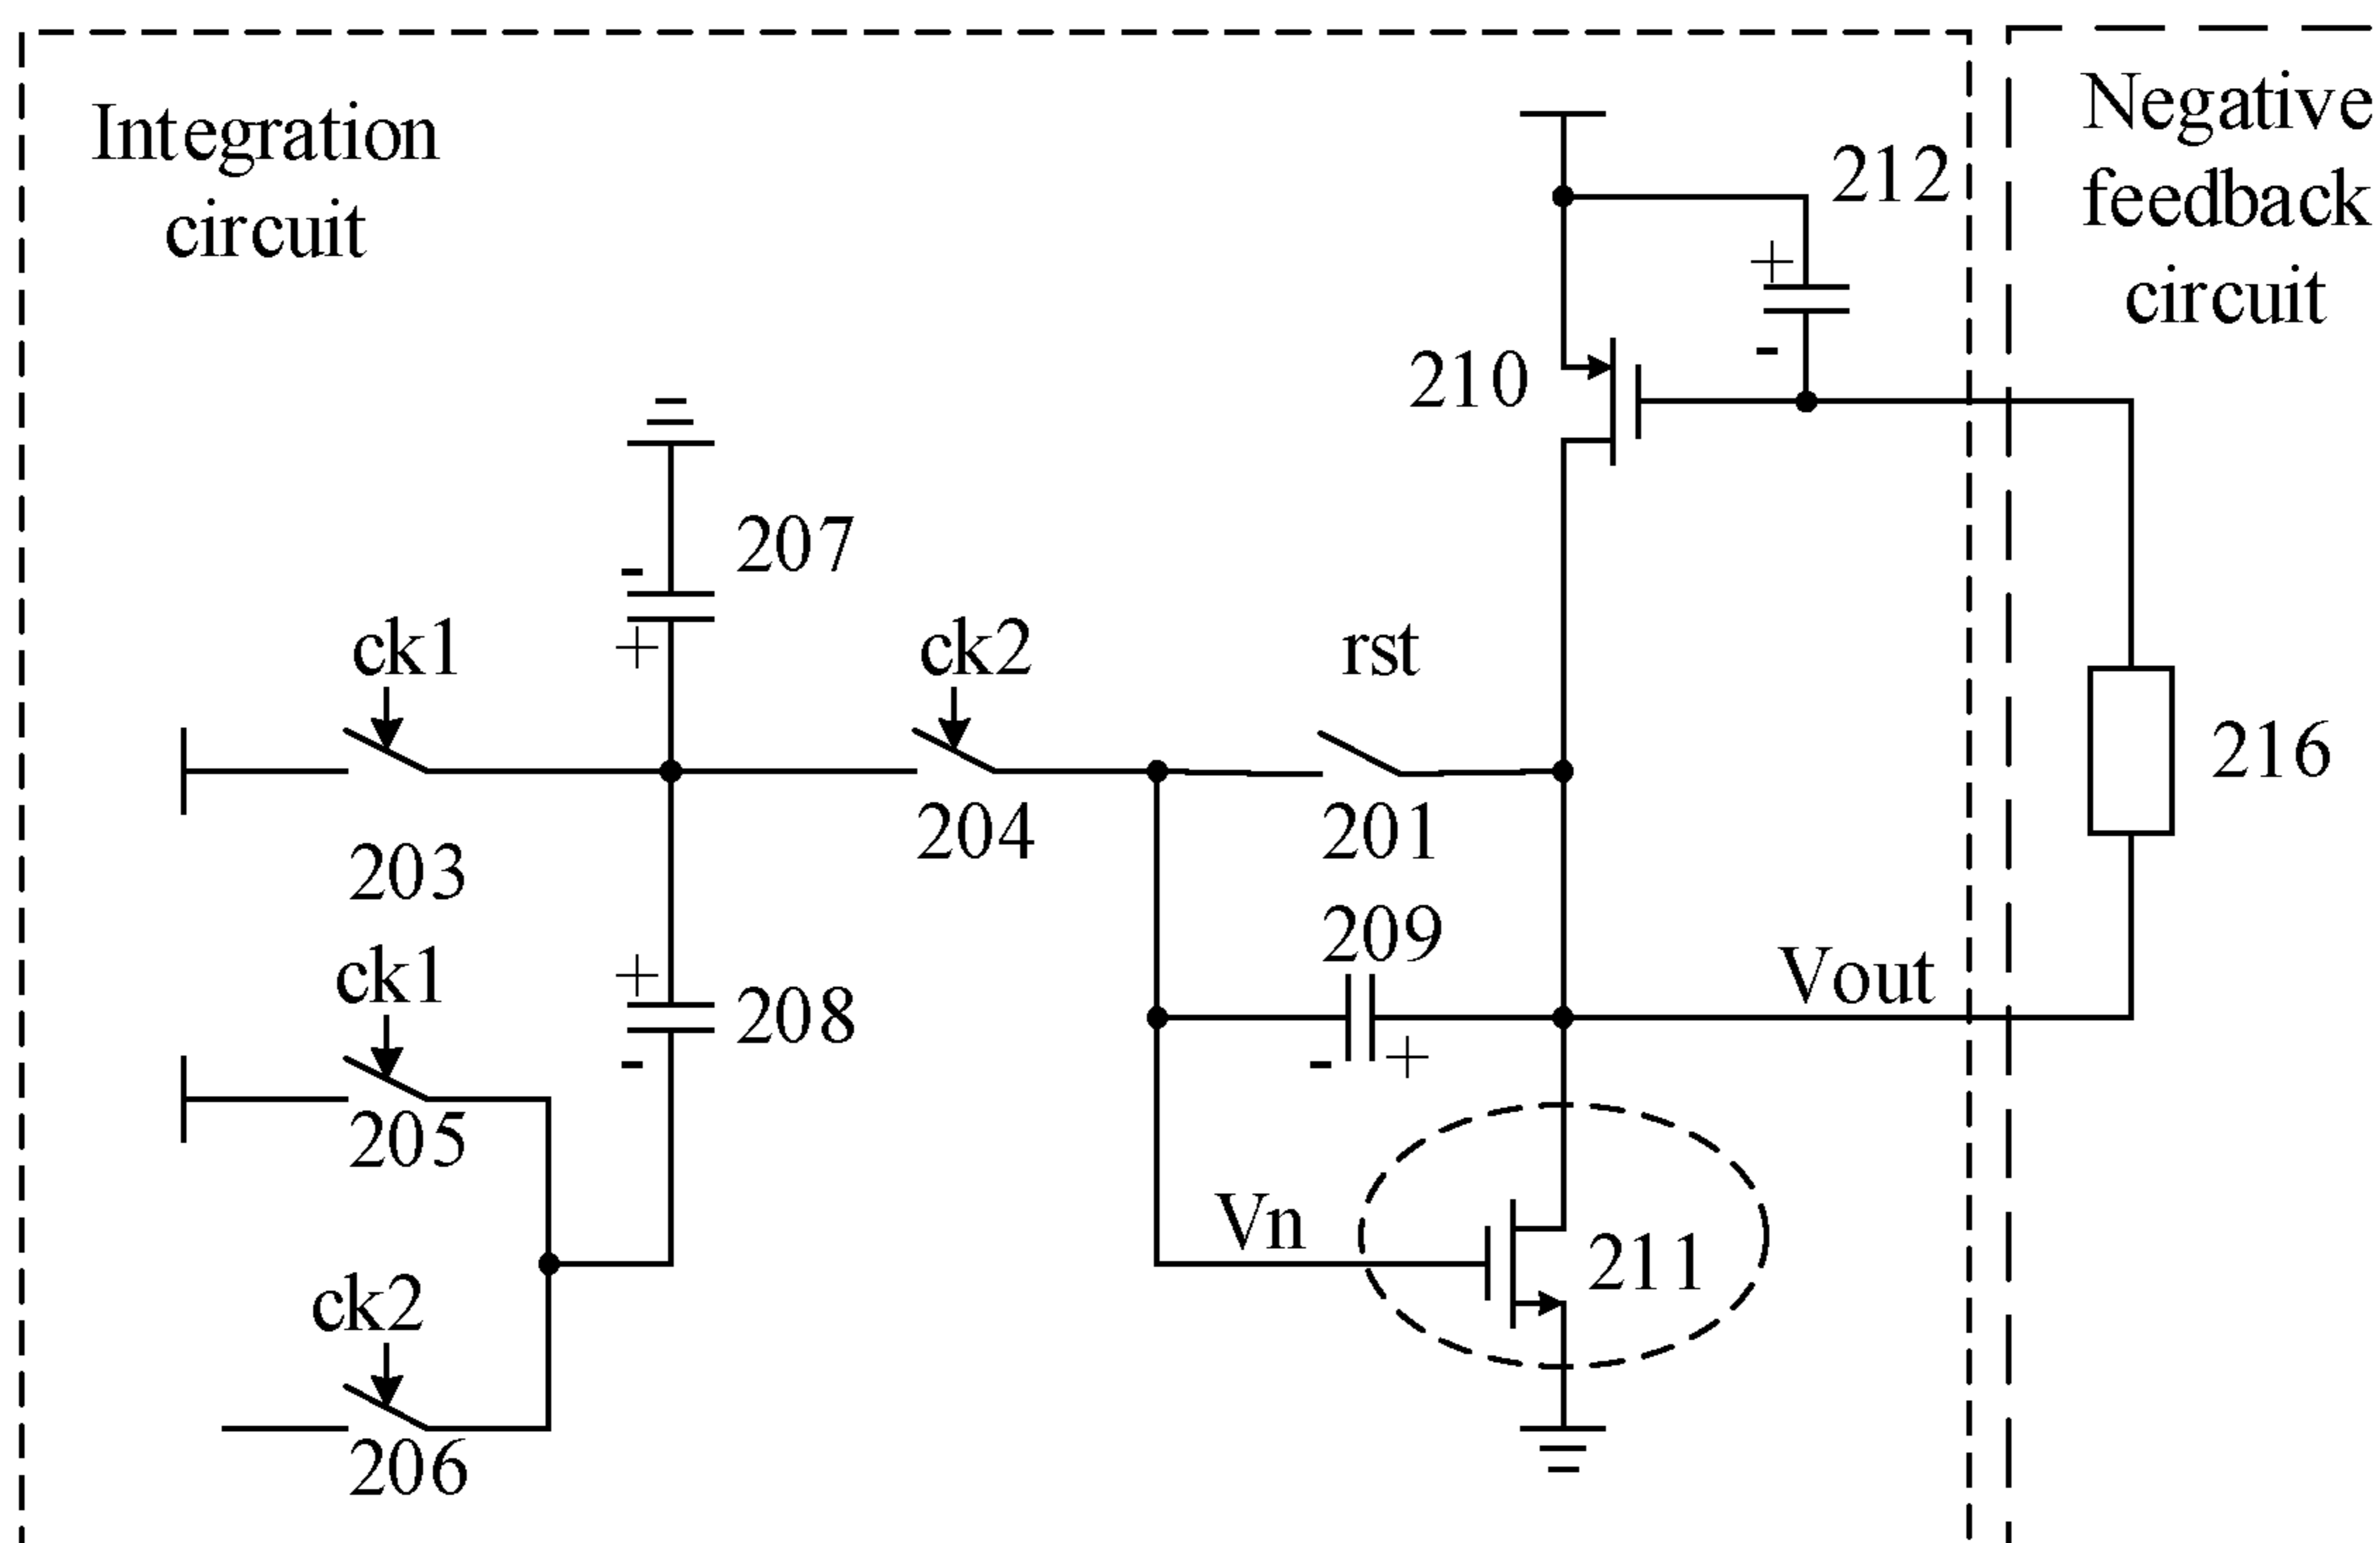 Integration
circuit
Negative
feedback
circuit
212
+
-
210
-
207
+
ck1
ck2
rst
203
204
201
216
ck1
+
208
-
209
-
+
Vout
205
Vn
211
ck2
206